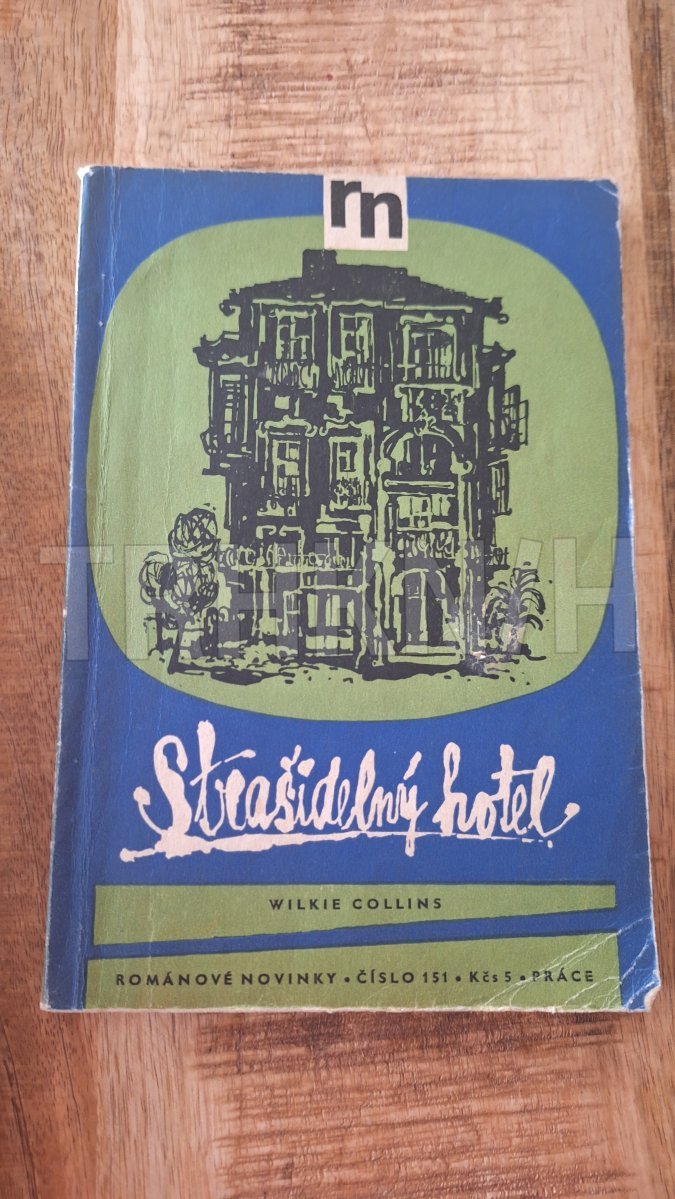 rn
Strašidelný hotel
WILKIE COLLINS
ROMÁNOVÉ NOVINKY • ČÍSLO 151 • Kčs 5 • PRÁCE